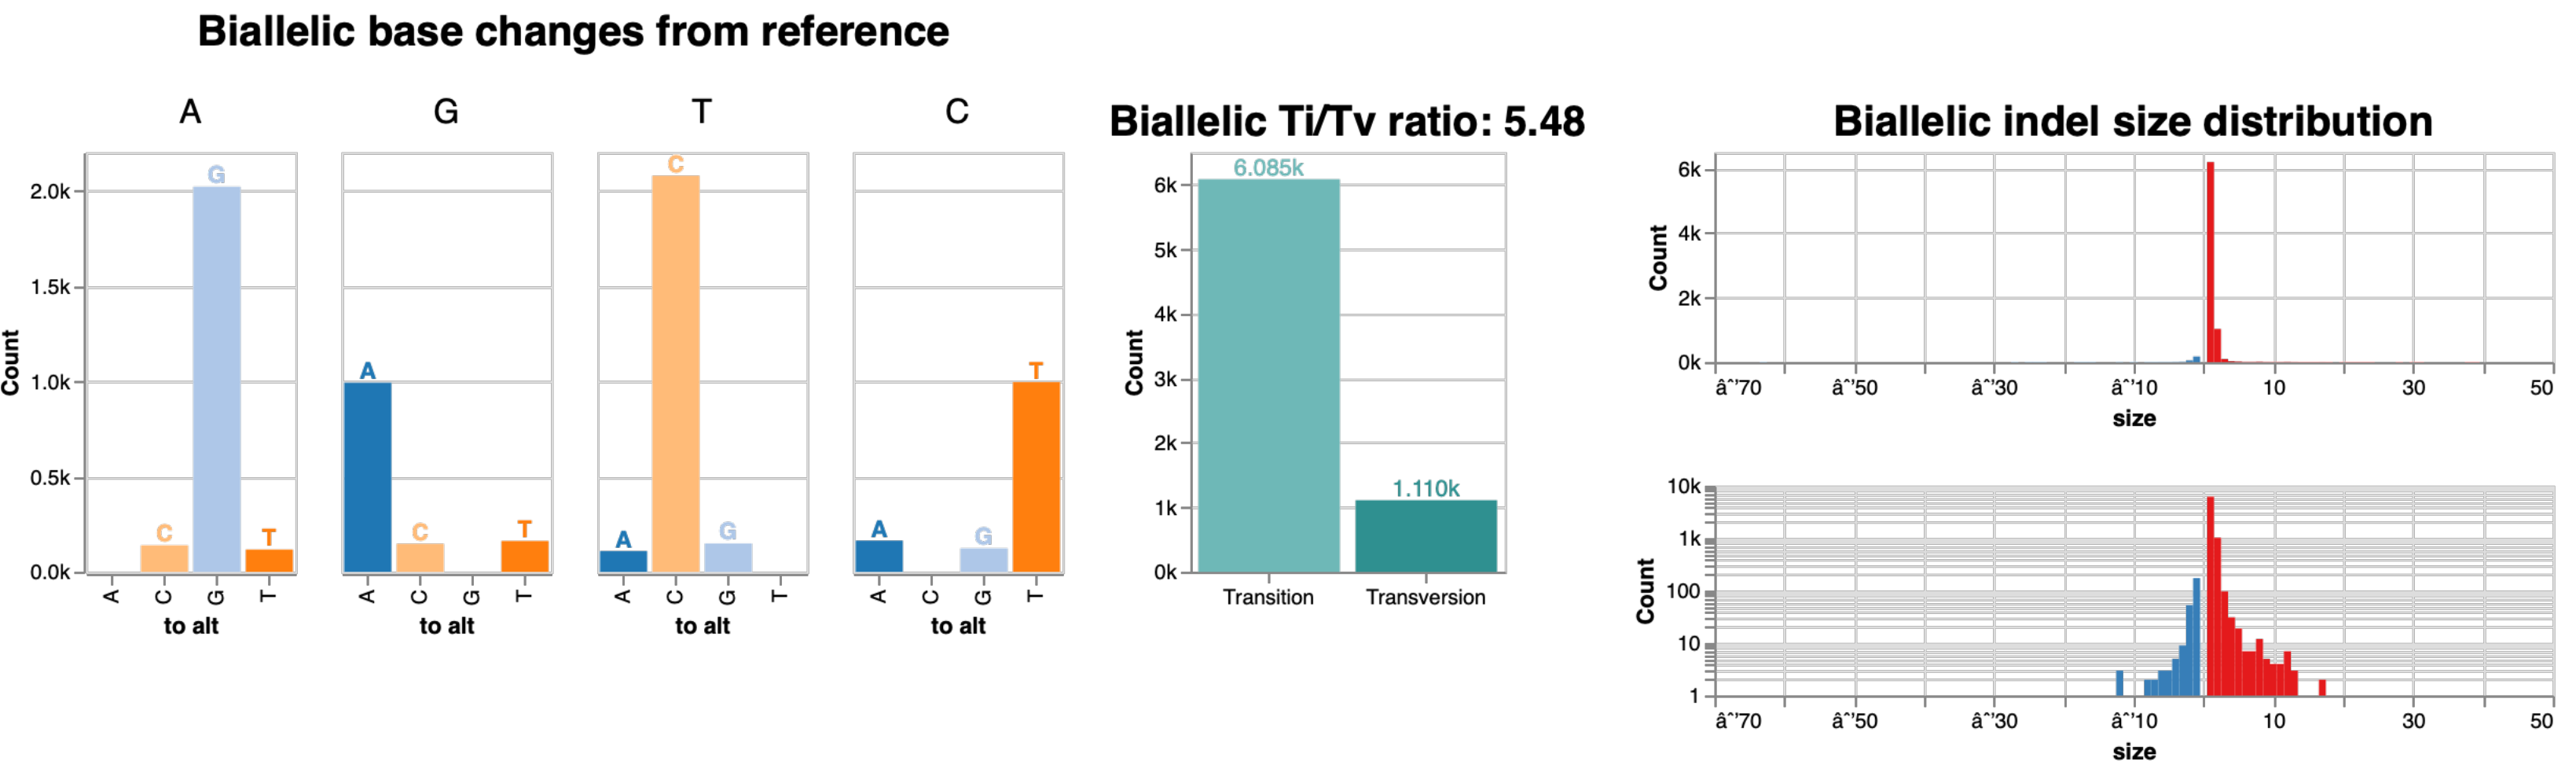 Biallelic base changes from reference
A G T C
Count
2.0k
1.5k
1.0k
0.5k
0.0k
C G T
A C T
A C G
A G T
A C G T
A C G T
A C G T
A C G T
to alt to alt to alt to alt
Biallelic Ti/Tv ratio: 5.48
Count
6k
5k
4k
3k
2k
1k
0k
6.085k
1.110k
Transition Transversion
Biallelic indel size distribution
Count
6k
4k
2k
0k
âˆ’70 âˆ’50 âˆ’30 âˆ’10 10 30 50
size
Count
10k
1k
100
10
1
âˆ’70 âˆ’50 âˆ’30 âˆ’10 10 30 50
size